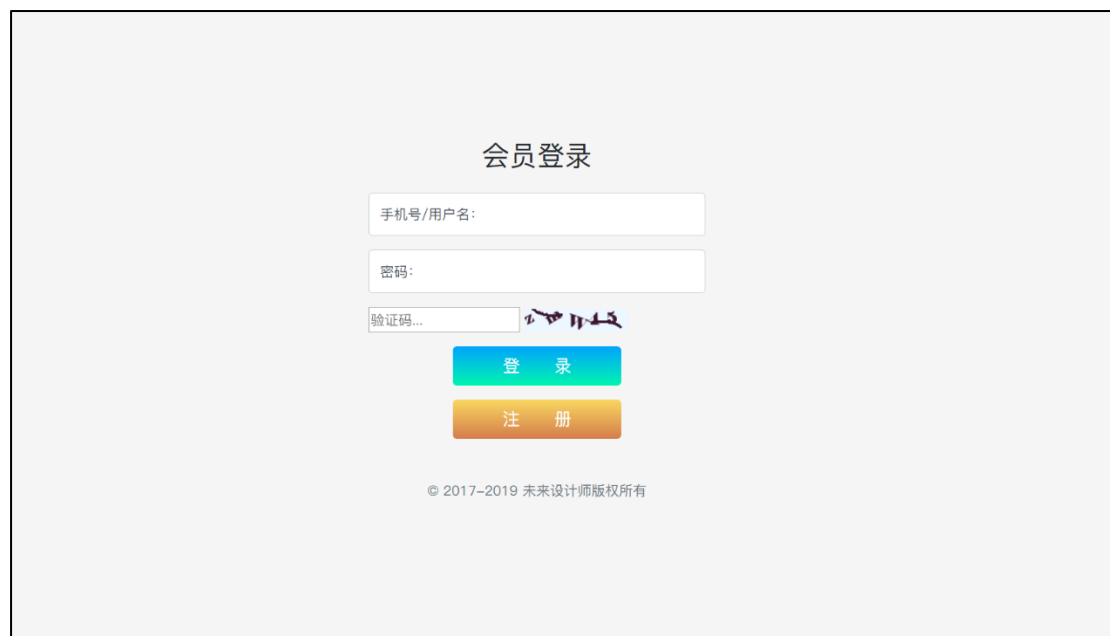 会员登录
手机号/用户名：
密码：
验证码...
登 录
注 册
© 2017-2019 未来设计师版权所有